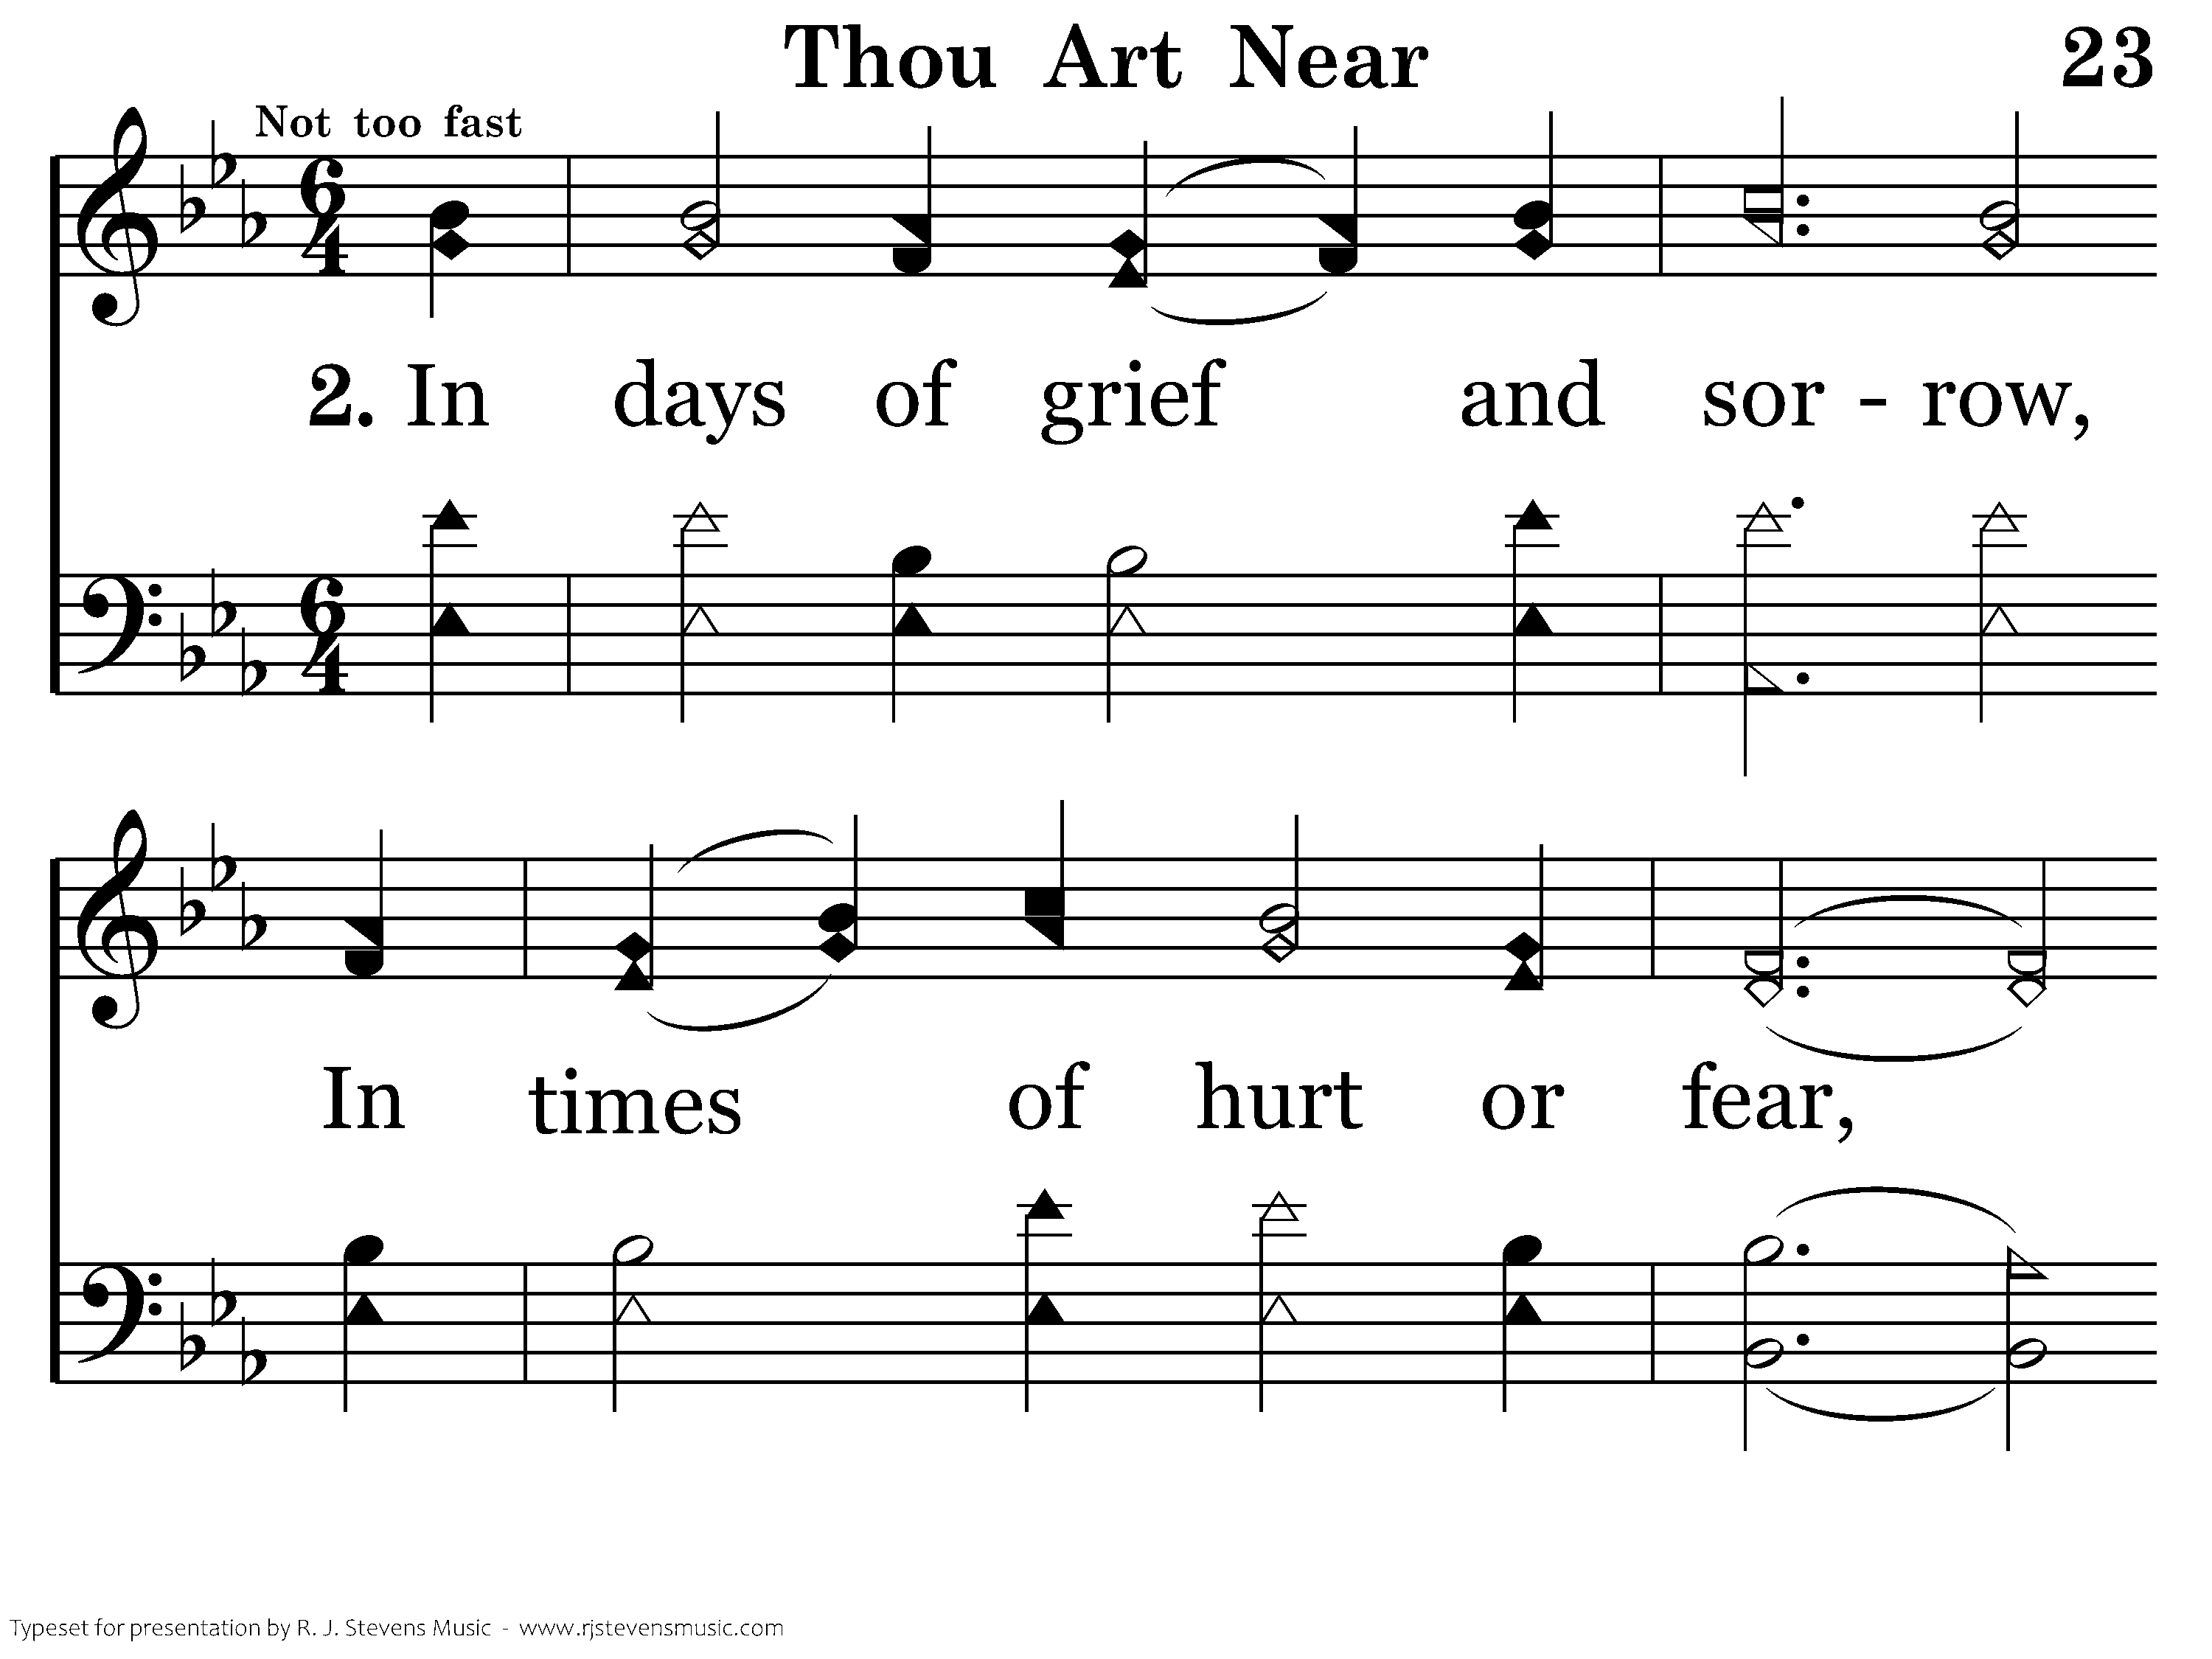 Thou Art Near 23
Not too fast
6
4
2. In days of grief and sor - row,
6
4
In times of hurt or fear,
Typeset for presentation by R. J. Stevens Music - www.rjstevensmusic.com